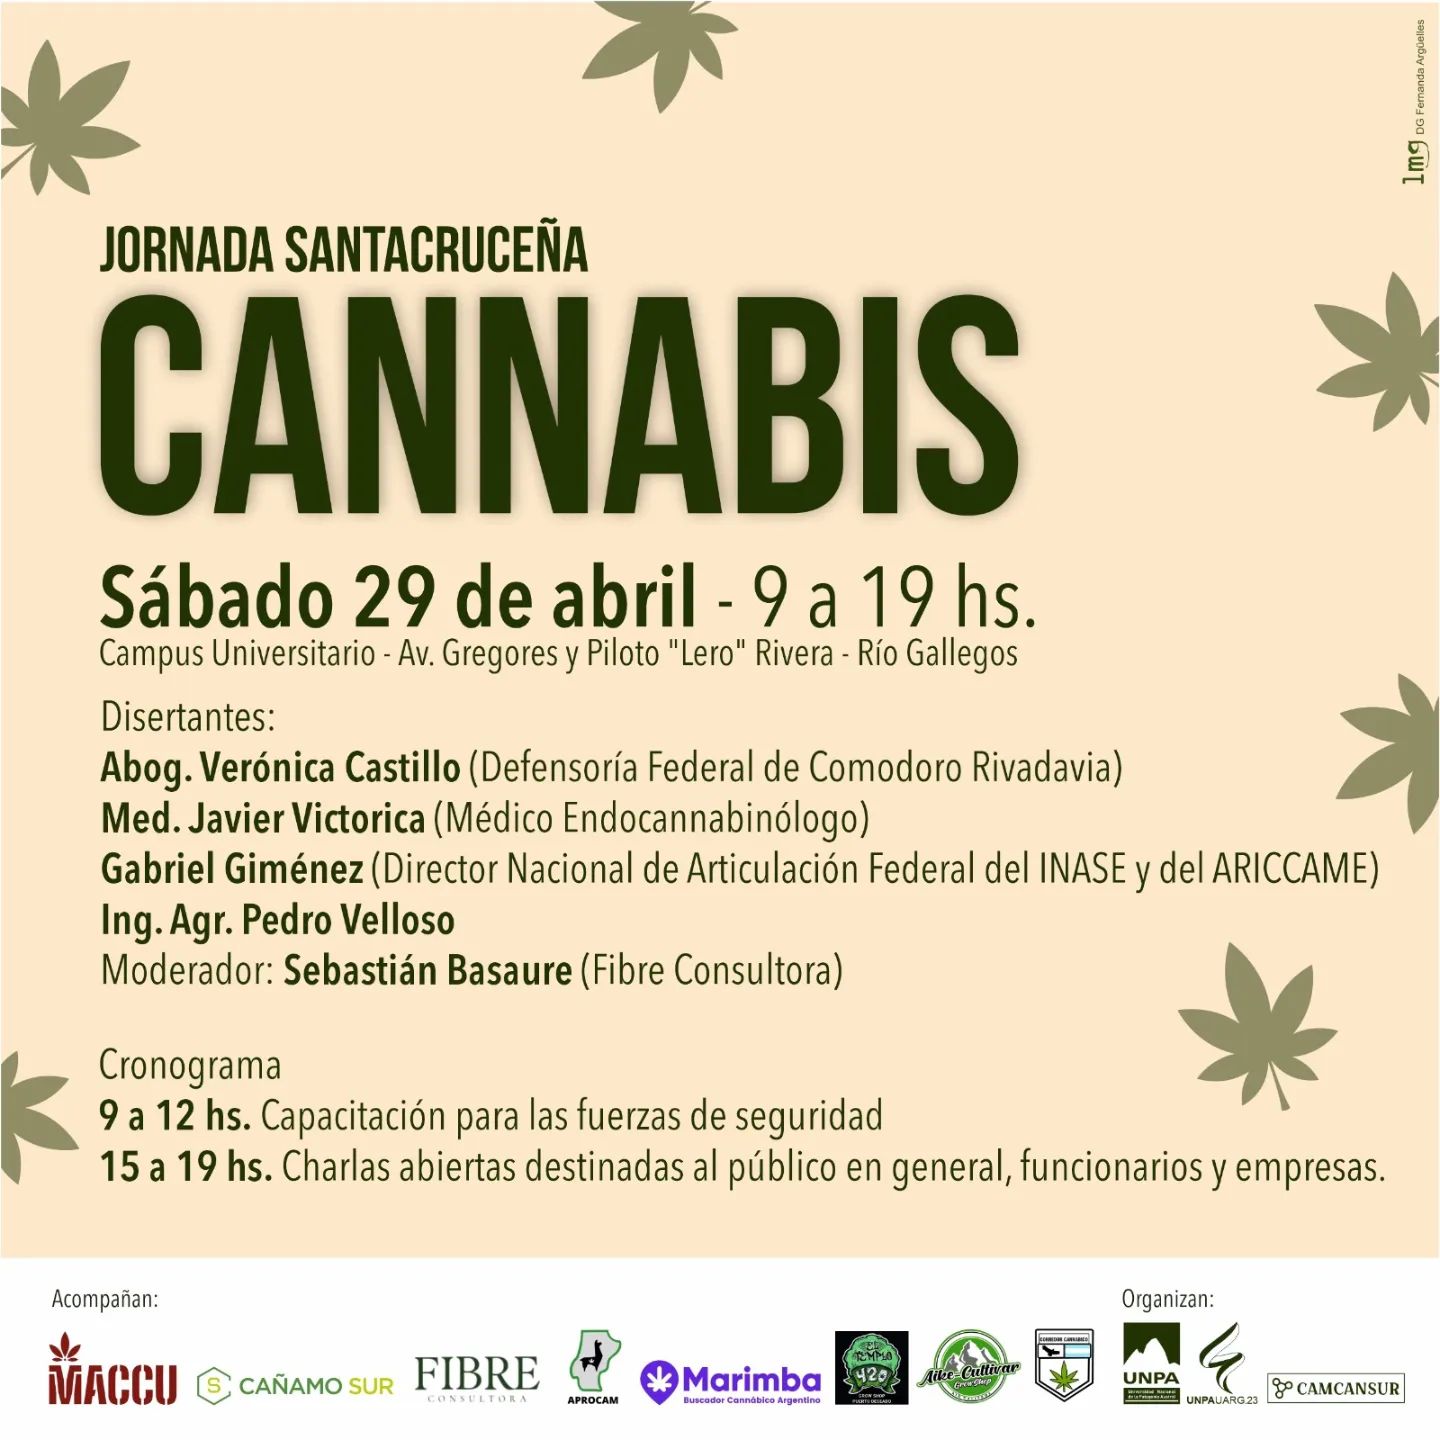 lmg DG Fernanda Argüelles
JORNADA SANTACRUCEÑA
CANNABIS
Sábado 29 de abril - 9 a 19 hs.
Campus Universitario - Av. Gregores y Piloto "Lero" Rivera - Río Gallegos
Disertantes:
Abog. Verónica Castillo (Defensoría Federal de Comodoro Rivadavia)
Med. Javier Victorica (Médico Endocannabinólogo)
Gabriel Giménez (Director Nacional de Articulación Federal del INASE y del ARICCAME)
Ing. Agr. Pedro Velloso
Moderador: Sebastián Basaure (Fibre Consultora)
Cronograma
9 a 12 hs. Capacitación para las fuerzas de seguridad
15 a 19 hs. Charlas abiertas destinadas al público en general, funcionarios y empresas.
Acompañan:
MACCU
S CAÑAMO SUR
FIBRE
CONSULTORA
APROCAM
Marimba
Buscador Cannábico Argentino
EL TEMPLO
420
GROW SHOP
PUERTO DESEADO
Aike-Cultivar
Grow Shop
CORREDOR CANNABICO
Organizan:
UNPA
Universidad Nacional
de la Patagonia Austral
UNPAUARG.23
CAMCANSUR